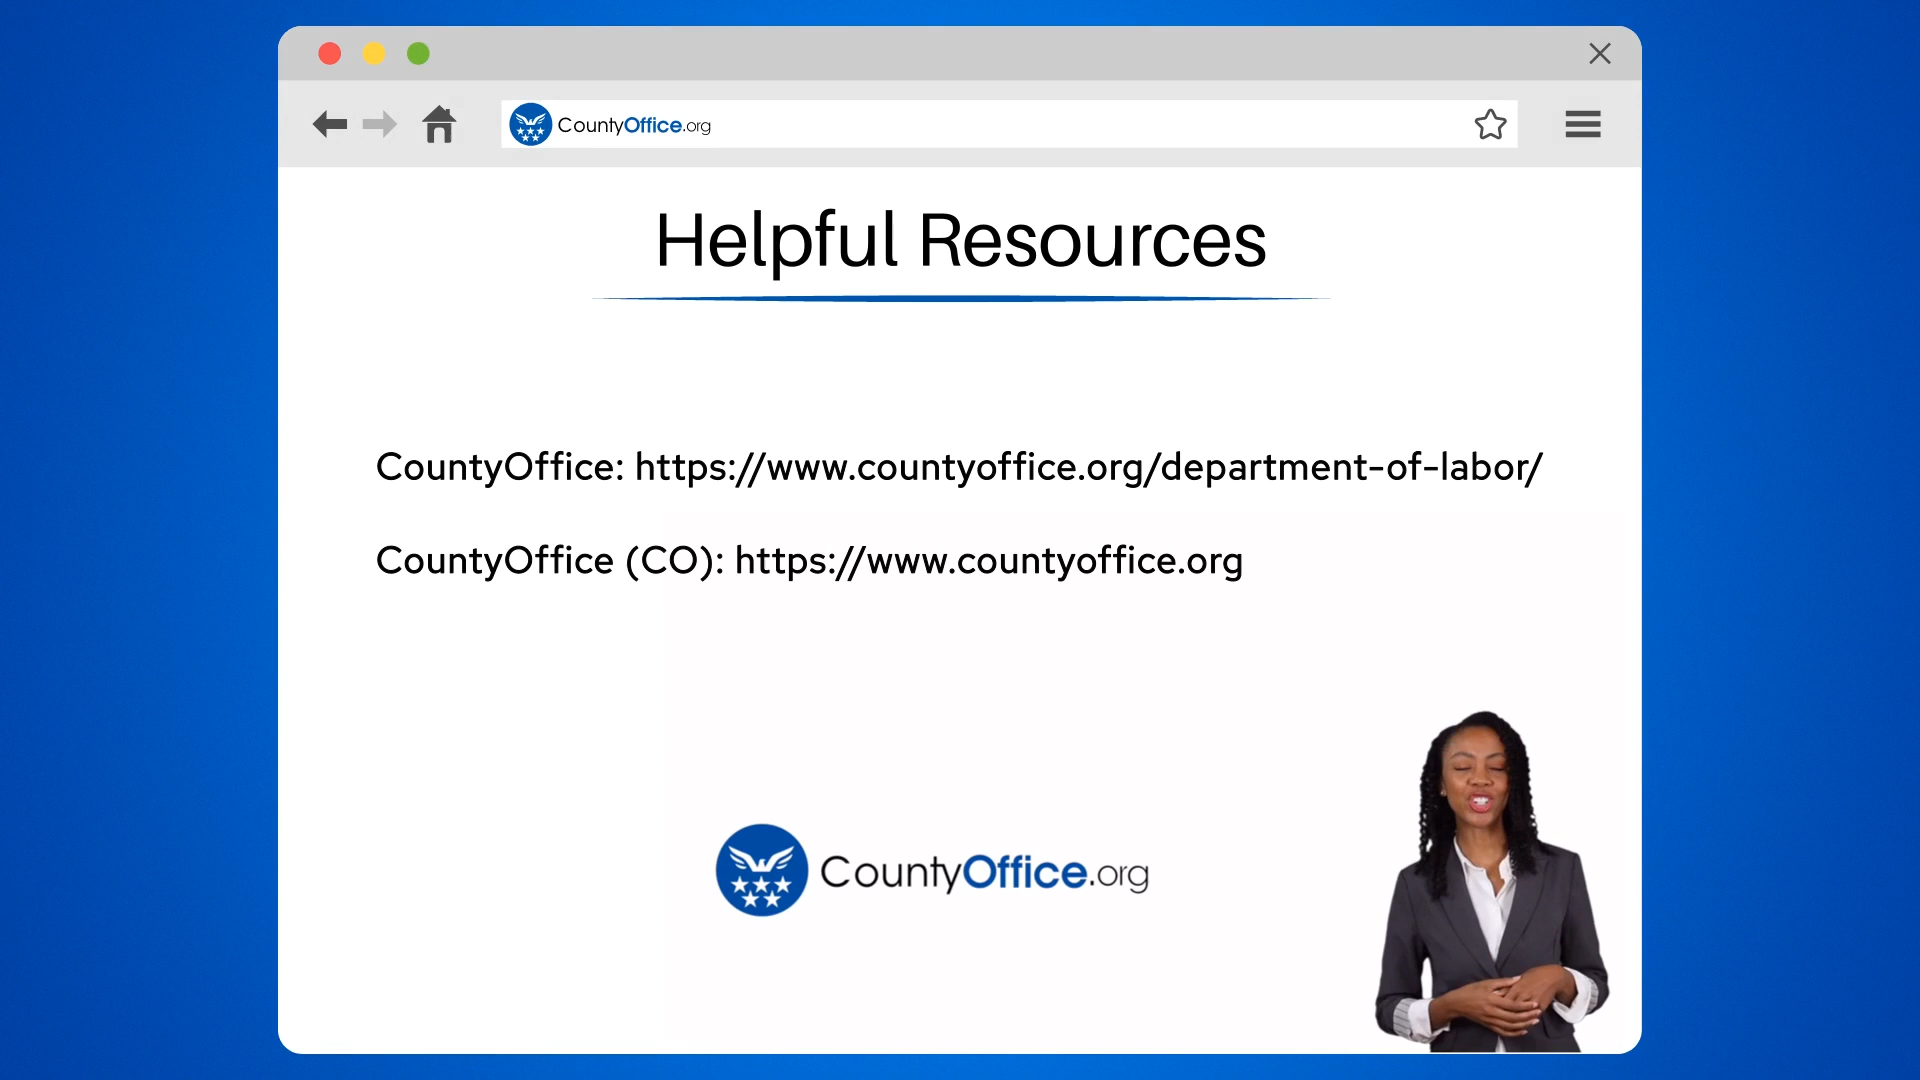 CountyOffice.org
Helpful Resources
CountyOffice: https://www.countyoffice.org/department-of-labor/
CountyOffice (CO): https://www.countyoffice.org
CountyOffice.org